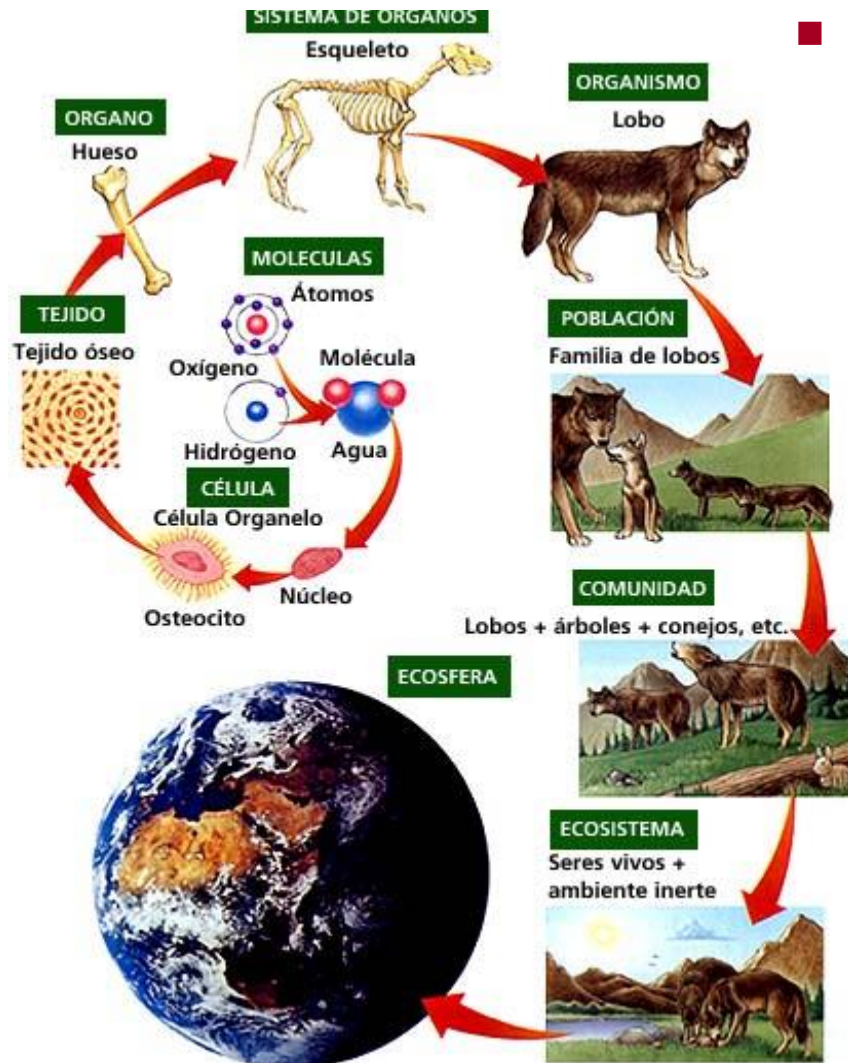 SISTEMA DE ORGANOS
Esqueleto
ORGANISMO
Lobo
ORGANO
Hueso
MOLECULAS
Átomos
TEJIDO
Tejido óseo
Oxígeno
Molécula
Hidrógeno
Agua
POBLACIÓN
Familia de lobos
CÉLULA
Célula Organelo
Osteocito
Núcleo
COMUNIDAD
Lobos + árboles + conejos, etc.
ECOSFERA
ECOSISTEMA
Seres vivos +
ambiente inerte